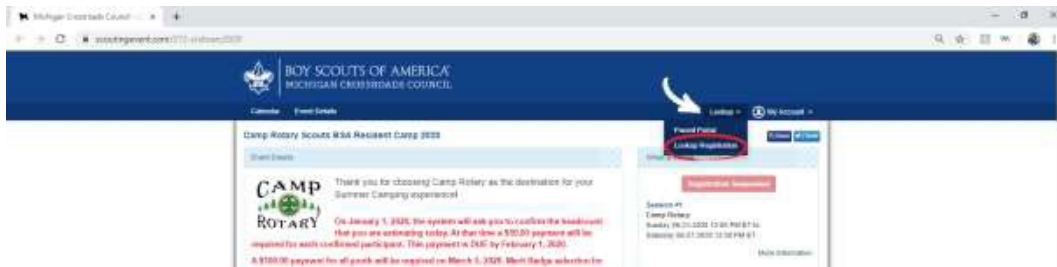 Michigan Crossroads Council
BOY SCOUTS OF AMERICA
MICHIGAN CROSSROADS COUNCIL
Calendar Event Details
Lookup My Account
Parent Portal
Lookup Registration
Camp Rotary Scouts BSA Resident Camp 2020
Event Details
CAMP
ROTARY
Thank you for choosing Camp Rotary as the destination for your
Summer Camping experience!
On January 1, 2020, the system will ask you to confirm the headcount
that you are estimating today. At that time a $50.00 payment will be
required for each confirmed participant. This payment is DUE by February 1, 2020.
A $100.00 payment for all youth will be required on March 1, 2020. Merit Badge selection for
Registration
Session #1
Camp Rotary
More Information